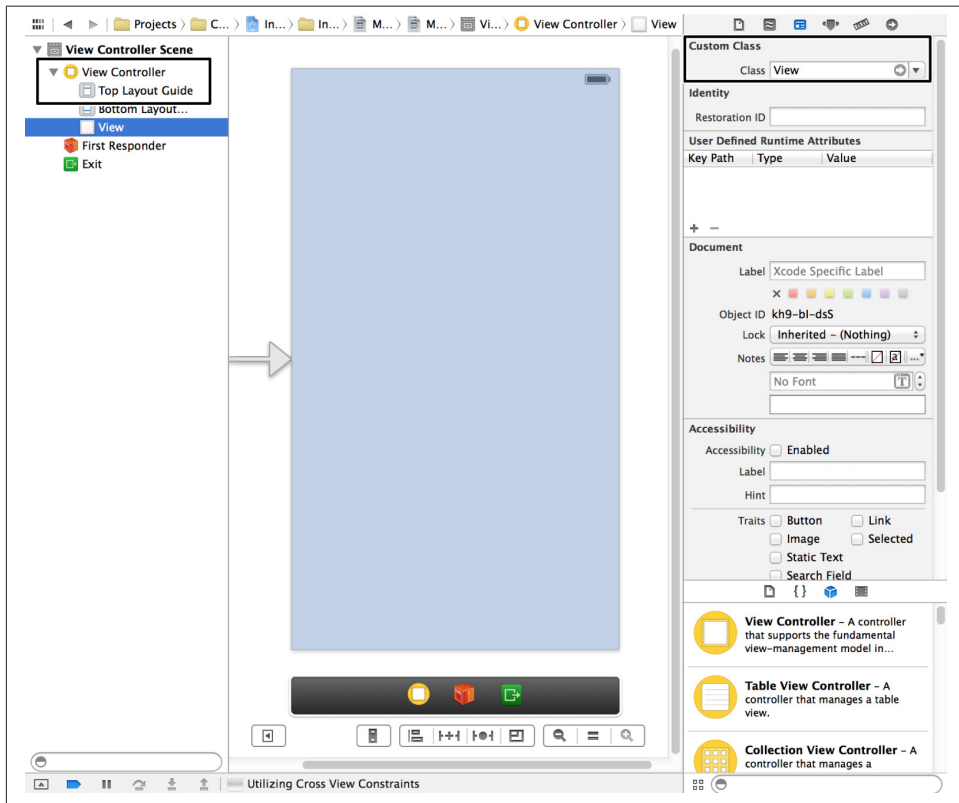 Projects C... In... In... M... M... Vi... View Controller View
View Controller Scene
View Controller
Top Layout Guide
Bottom Layout...
View
First Responder
Exit
Custom Class
Class View
Identity
Restoration ID
User Defined Runtime Attributes
Key Path Type Value
+ −
Document
Label Xcode Specific Label
Object ID kh9-bI-dsS
Lock Inherited – (Nothing)
Notes --- a ...
No Font T
Accessibility
Accessibility Enabled
Label
Hint
Traits Button Link
Image Selected
Static Text
Search Field
{}
View Controller – A controller
that supports the fundamental
view-management model in...
Table View Controller – A
controller that manages a table
view.
Collection View Controller – A
controller that manages a
Utilizing Cross View Constraints